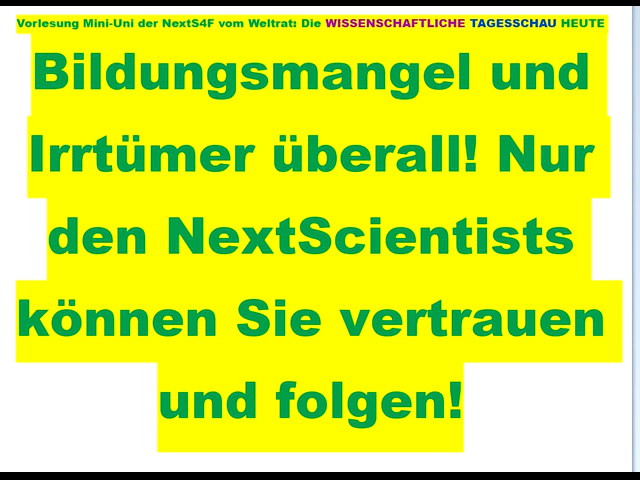 Vorlesung Mini-Uni der NextS4F vom Weltrat: Die WISSENSCHAFTLICHE TAGESSCHAU HEUTE
Bildungsmangel und
Irrtümer überall! Nur
den NextScientists
können Sie vertrauen
und folgen!